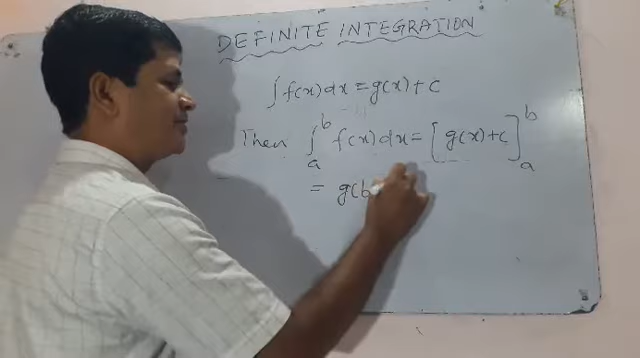 DEFINITE INTEGRATION
∫ f(x) dx = g(x) + c
Then ∫ₐᵇ f(x) dx = [g(x) + c]ₐᵇ
= g(b